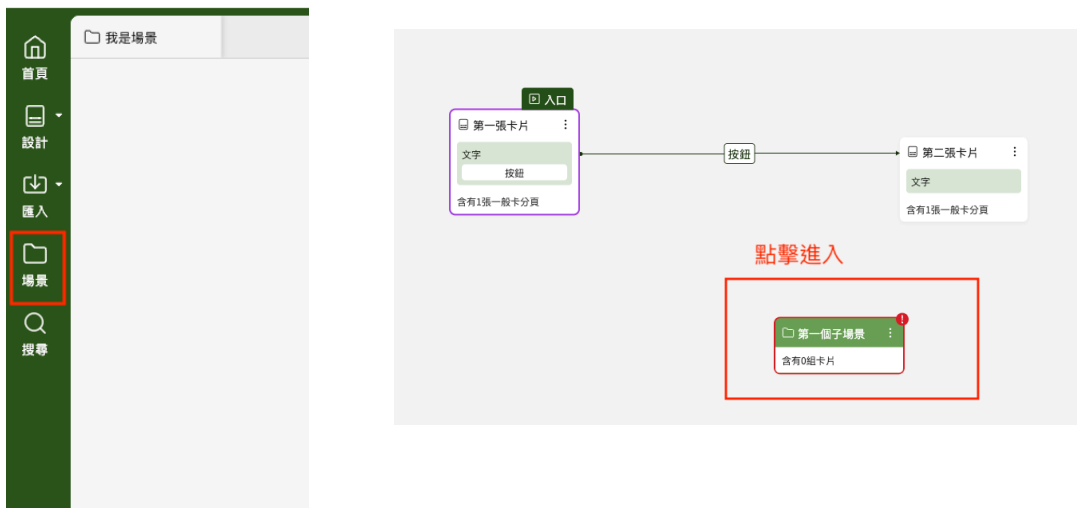 首頁
設計
匯入
場景
搜尋
我是場景
入口
第一張卡片
文字
按鈕
含有1張一般卡分頁
按鈕
第二張卡片
文字
含有1張一般卡分頁
點擊進入
第一個子場景
含有0組卡片